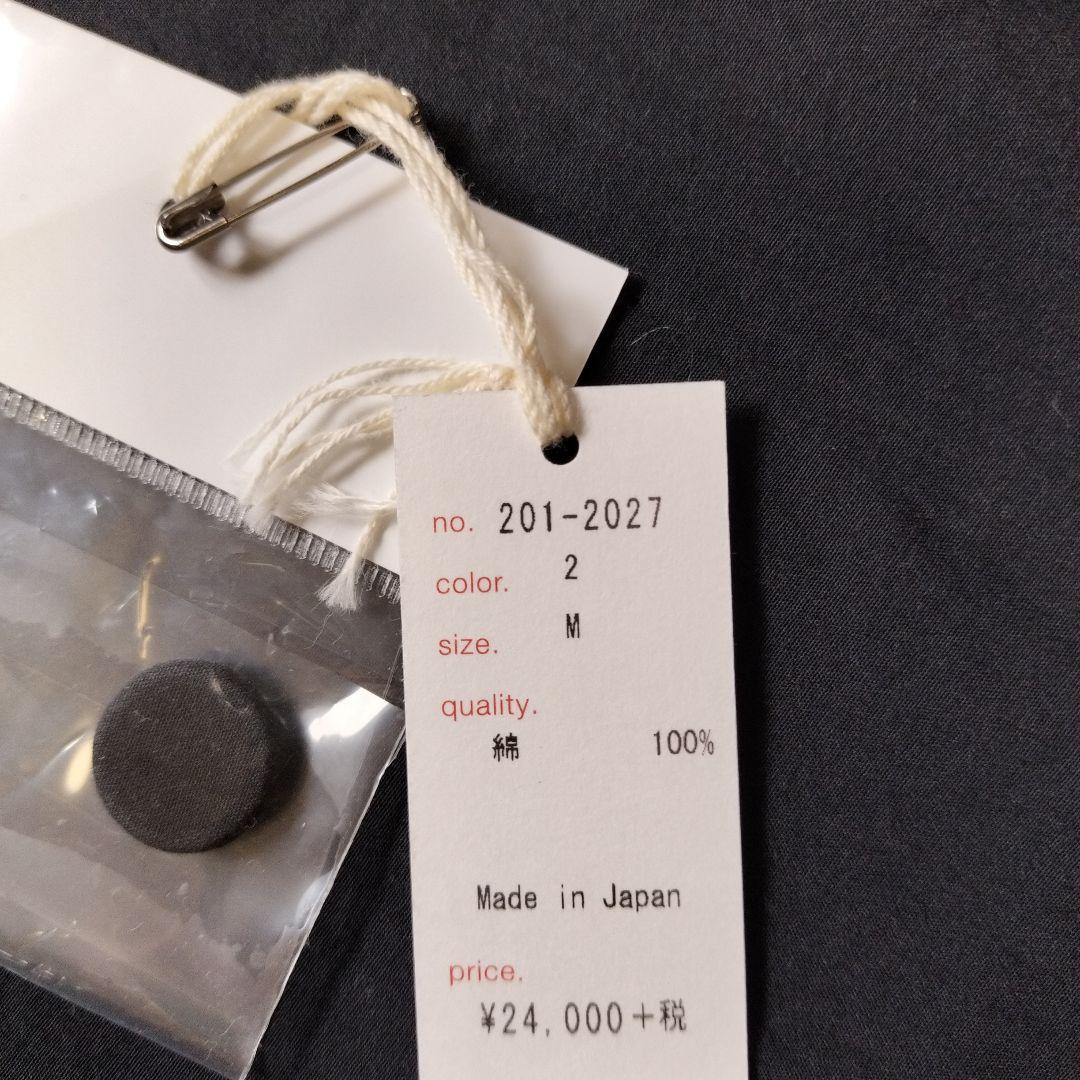 no. 201-2027
color. 2
size. M
quality.
綿 100%
Made in Japan
price.
¥24,000+税